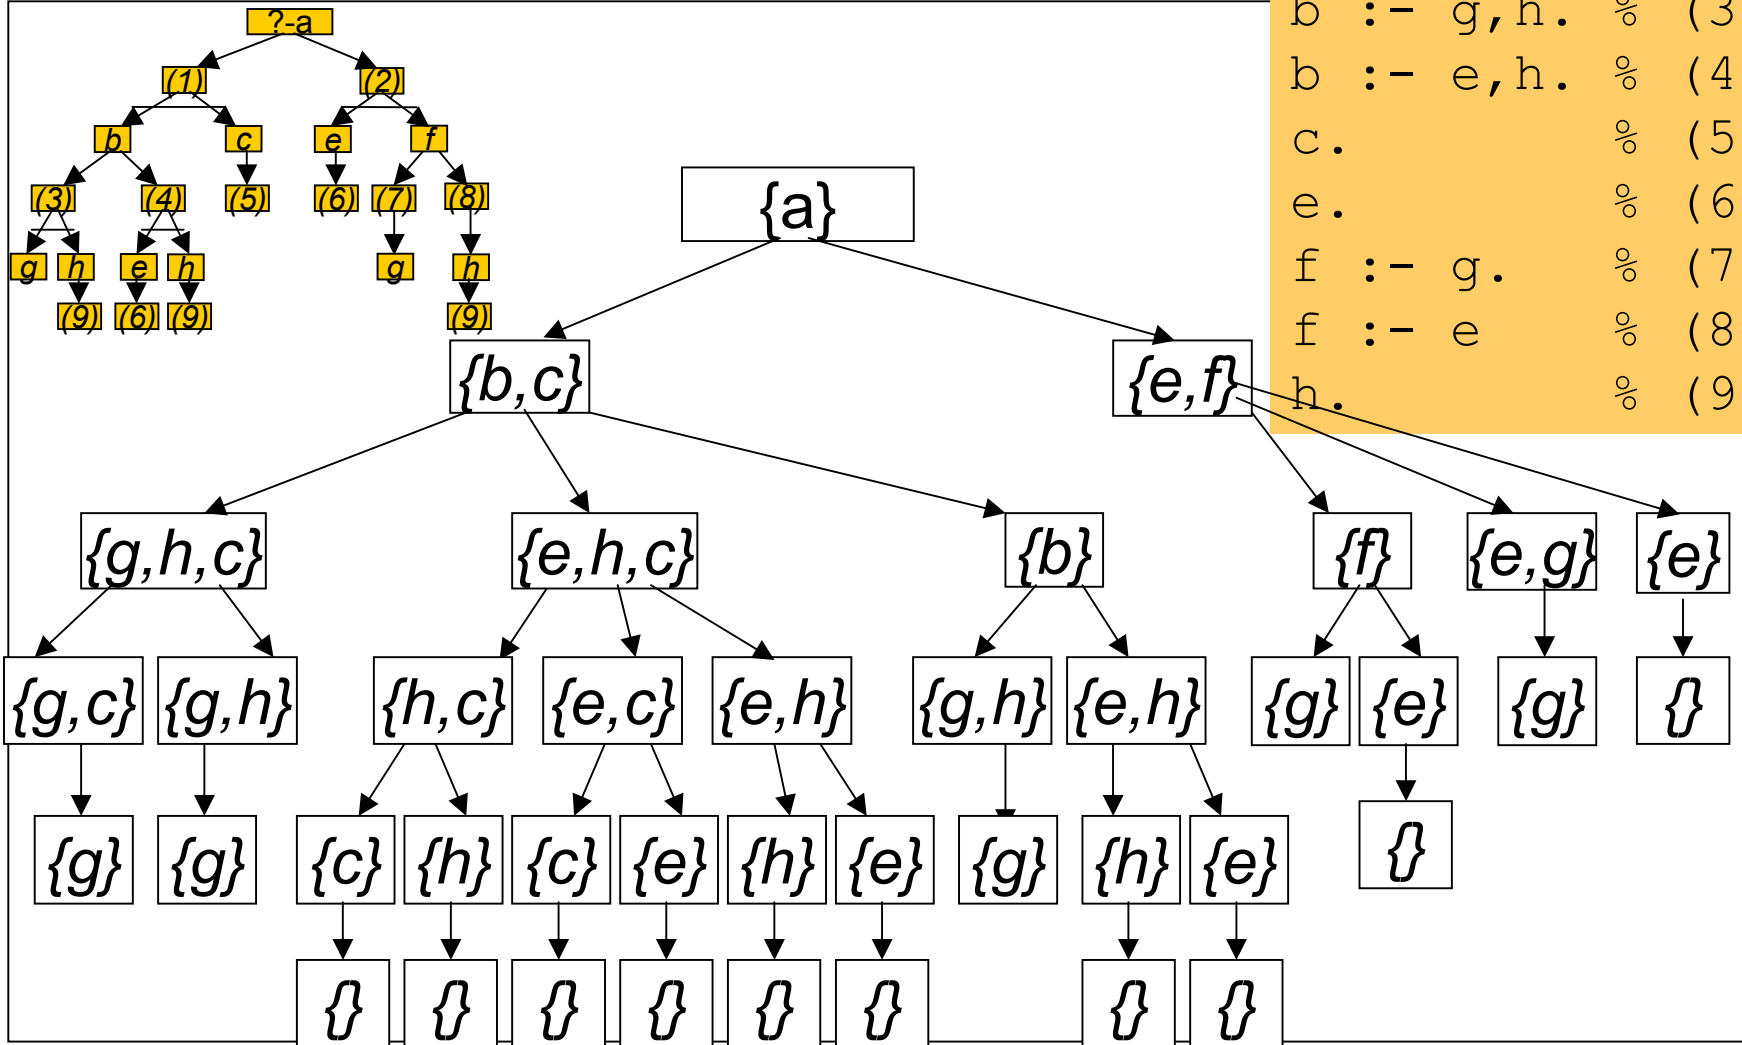 ?-a
(1) (2)
b c e f
(3) (4) (5) (6) (7) (8)
g h e h g h
(9) (6) (9) (9)
b :- g,h. % (3
b :- e,h. % (4
c. % (5
e. % (6
f :- g. % (7
f :- e % (8
h. % (9
{a}
{b,c} {e,f}
{g,h,c} {e,h,c} {b} {f} {e,g} {e}
{g,c} {g,h} {h,c} {e,c} {e,h} {g,h} {e,h} {g} {e} {g} {}
{g} {g} {c} {h} {c} {e} {h} {e} {g} {h} {e} {}
{} {} {} {} {} {} {} {}